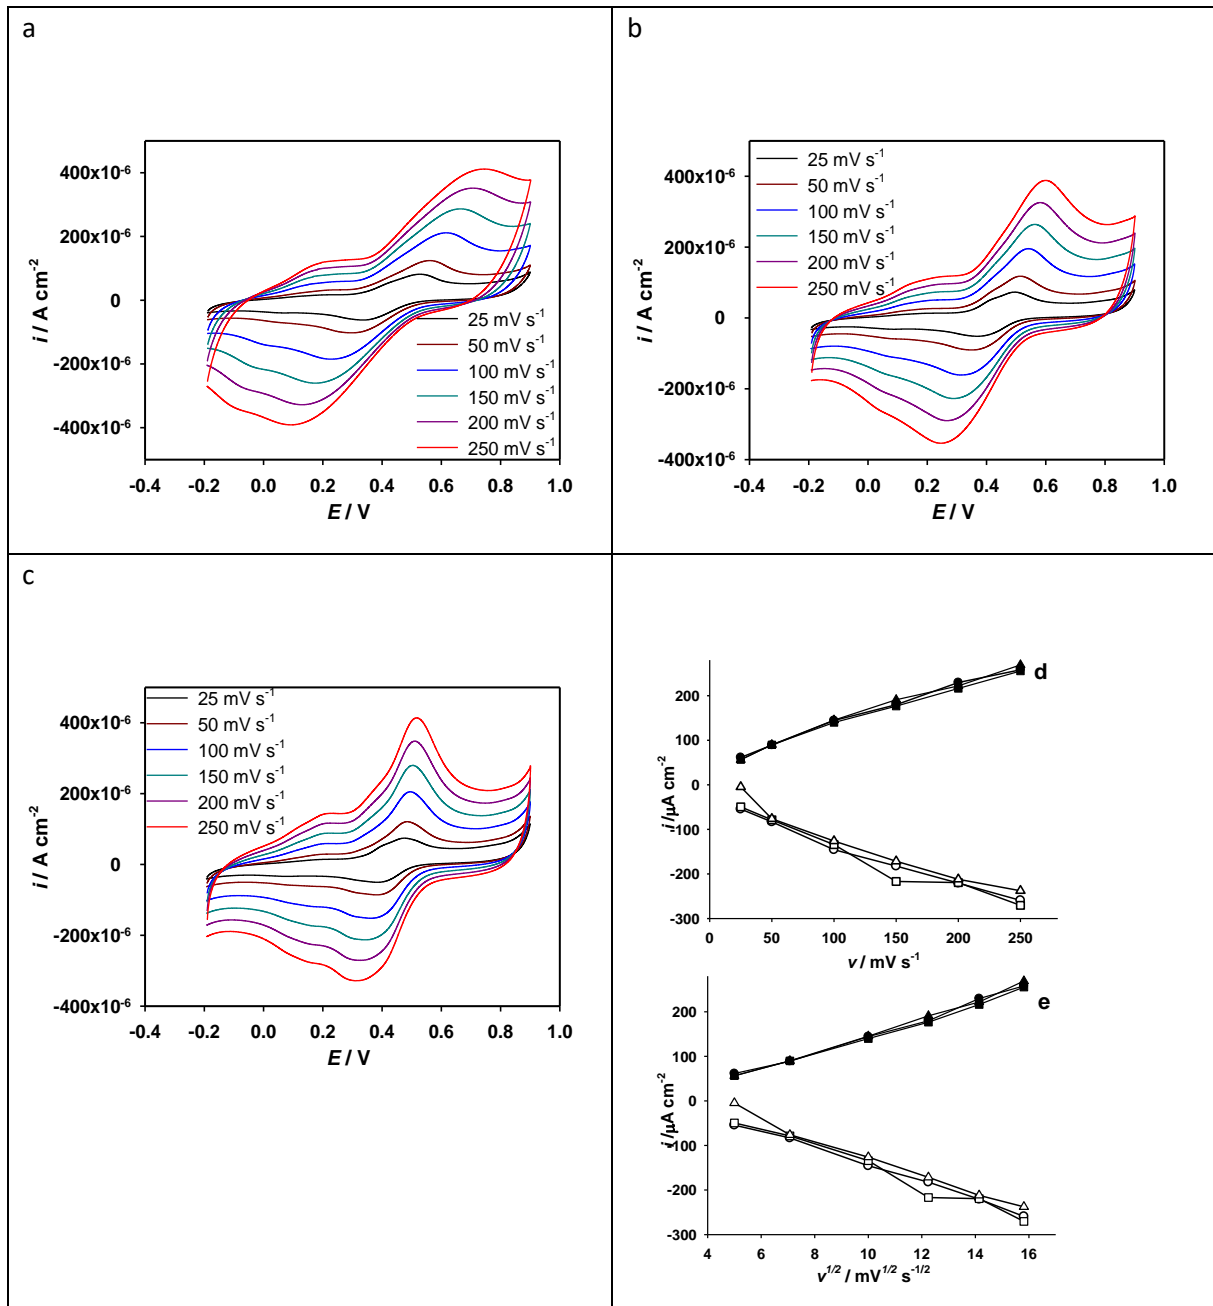 a
400x10-6
200x10-6
0
-200x10-6
-400x10-6
i / A cm-2
25 mV s-1
50 mV s-1
100 mV s-1
150 mV s-1
200 mV s-1
250 mV s-1
-0.4 -0.2 0.0 0.2 0.4 0.6 0.8 1.0
E / V
b
400x10-6
200x10-6
0
-200x10-6
-400x10-6
i / A cm-2
25 mV s-1
50 mV s-1
100 mV s-1
150 mV s-1
200 mV s-1
250 mV s-1
-0.4 -0.2 0.0 0.2 0.4 0.6 0.8 1.0
E / V
c
400x10-6
200x10-6
0
-200x10-6
-400x10-6
i / A cm-2
25 mV s-1
50 mV s-1
100 mV s-1
150 mV s-1
200 mV s-1
250 mV s-1
-0.4 -0.2 0.0 0.2 0.4 0.6 0.8 1.0
E / V
d
200
100
0
-100
-200
-300
i /µA cm-2
0 50 100 150 200 250
v / mV s-1
e
200
100
0
-100
-200
-300
i /µA cm-2
4 6 8 10 12 14 16
v1/2 / mV1/2 s-1/2